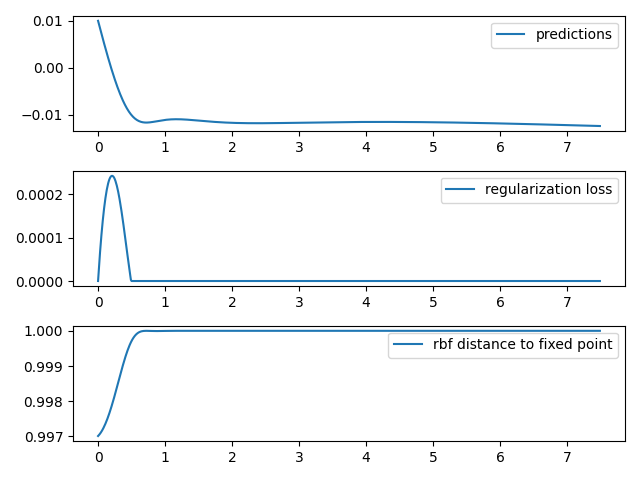 0.01
0.00
−0.01
predictions
0 1 2 3 4 5 6 7
0.0002
0.0001
0.0000
regularization loss
0 1 2 3 4 5 6 7
1.000
0.999
0.998
0.997
rbf distance to fixed point
0 1 2 3 4 5 6 7